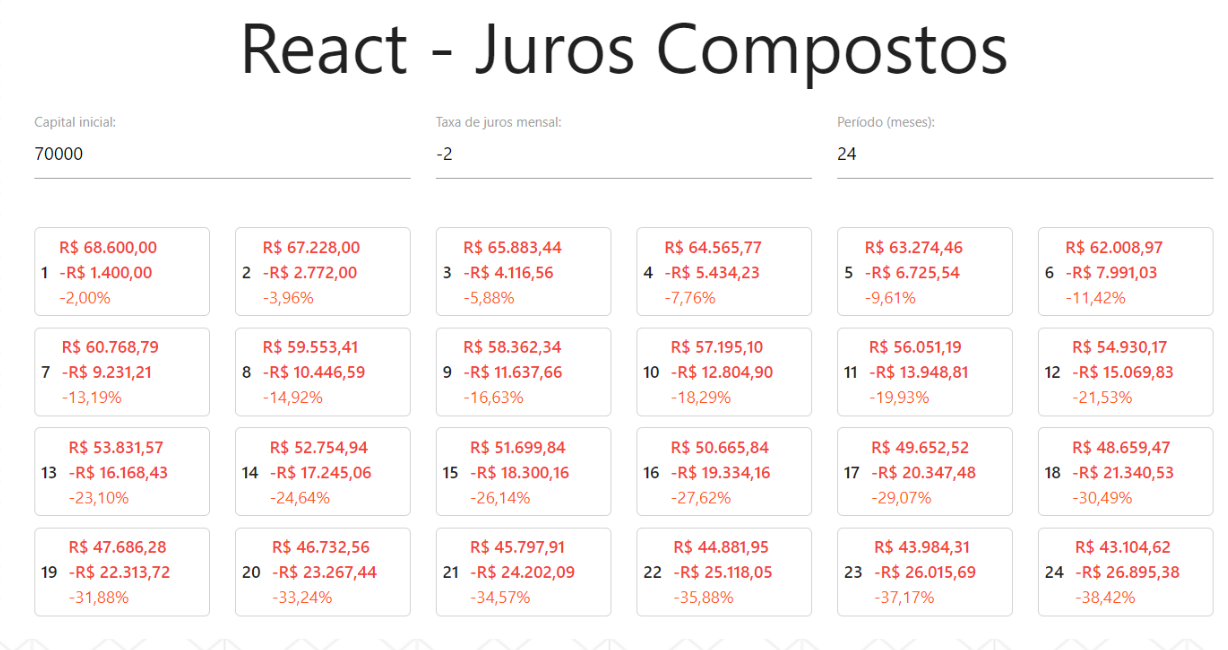 React - Juros Compostos
Capital inicial:
70000
Taxa de juros mensal:
-2
Período (meses):
24
1
R$ 68.600,00
-R$ 1.400,00
-2,00%
2
R$ 67.228,00
-R$ 2.772,00
-3,96%
3
R$ 65.883,44
-R$ 4.116,56
-5,88%
4
R$ 64.565,77
-R$ 5.434,23
-7,76%
5
R$ 63.274,46
-R$ 6.725,54
-9,61%
6
R$ 62.008,97
-R$ 7.991,03
-11,42%
7
R$ 60.768,79
-R$ 9.231,21
-13,19%
8
R$ 59.553,41
-R$ 10.446,59
-14,92%
9
R$ 58.362,34
-R$ 11.637,66
-16,63%
10
R$ 57.195,10
-R$ 12.804,90
-18,29%
11
R$ 56.051,19
-R$ 13.948,81
-19,93%
12
R$ 54.930,17
-R$ 15.069,83
-21,53%
13
R$ 53.831,57
-R$ 16.168,43
-23,10%
14
R$ 52.754,94
-R$ 17.245,06
-24,64%
15
R$ 51.699,84
-R$ 18.300,16
-26,14%
16
R$ 50.665,84
-R$ 19.334,16
-27,62%
17
R$ 49.652,52
-R$ 20.347,48
-29,07%
18
R$ 48.659,47
-R$ 21.340,53
-30,49%
19
R$ 47.686,28
-R$ 22.313,72
-31,88%
20
R$ 46.732,56
-R$ 23.267,44
-33,24%
21
R$ 45.797,91
-R$ 24.202,09
-34,57%
22
R$ 44.881,95
-R$ 25.118,05
-35,88%
23
R$ 43.984,31
-R$ 26.015,69
-37,17%
24
R$ 43.104,62
-R$ 26.895,38
-38,42%